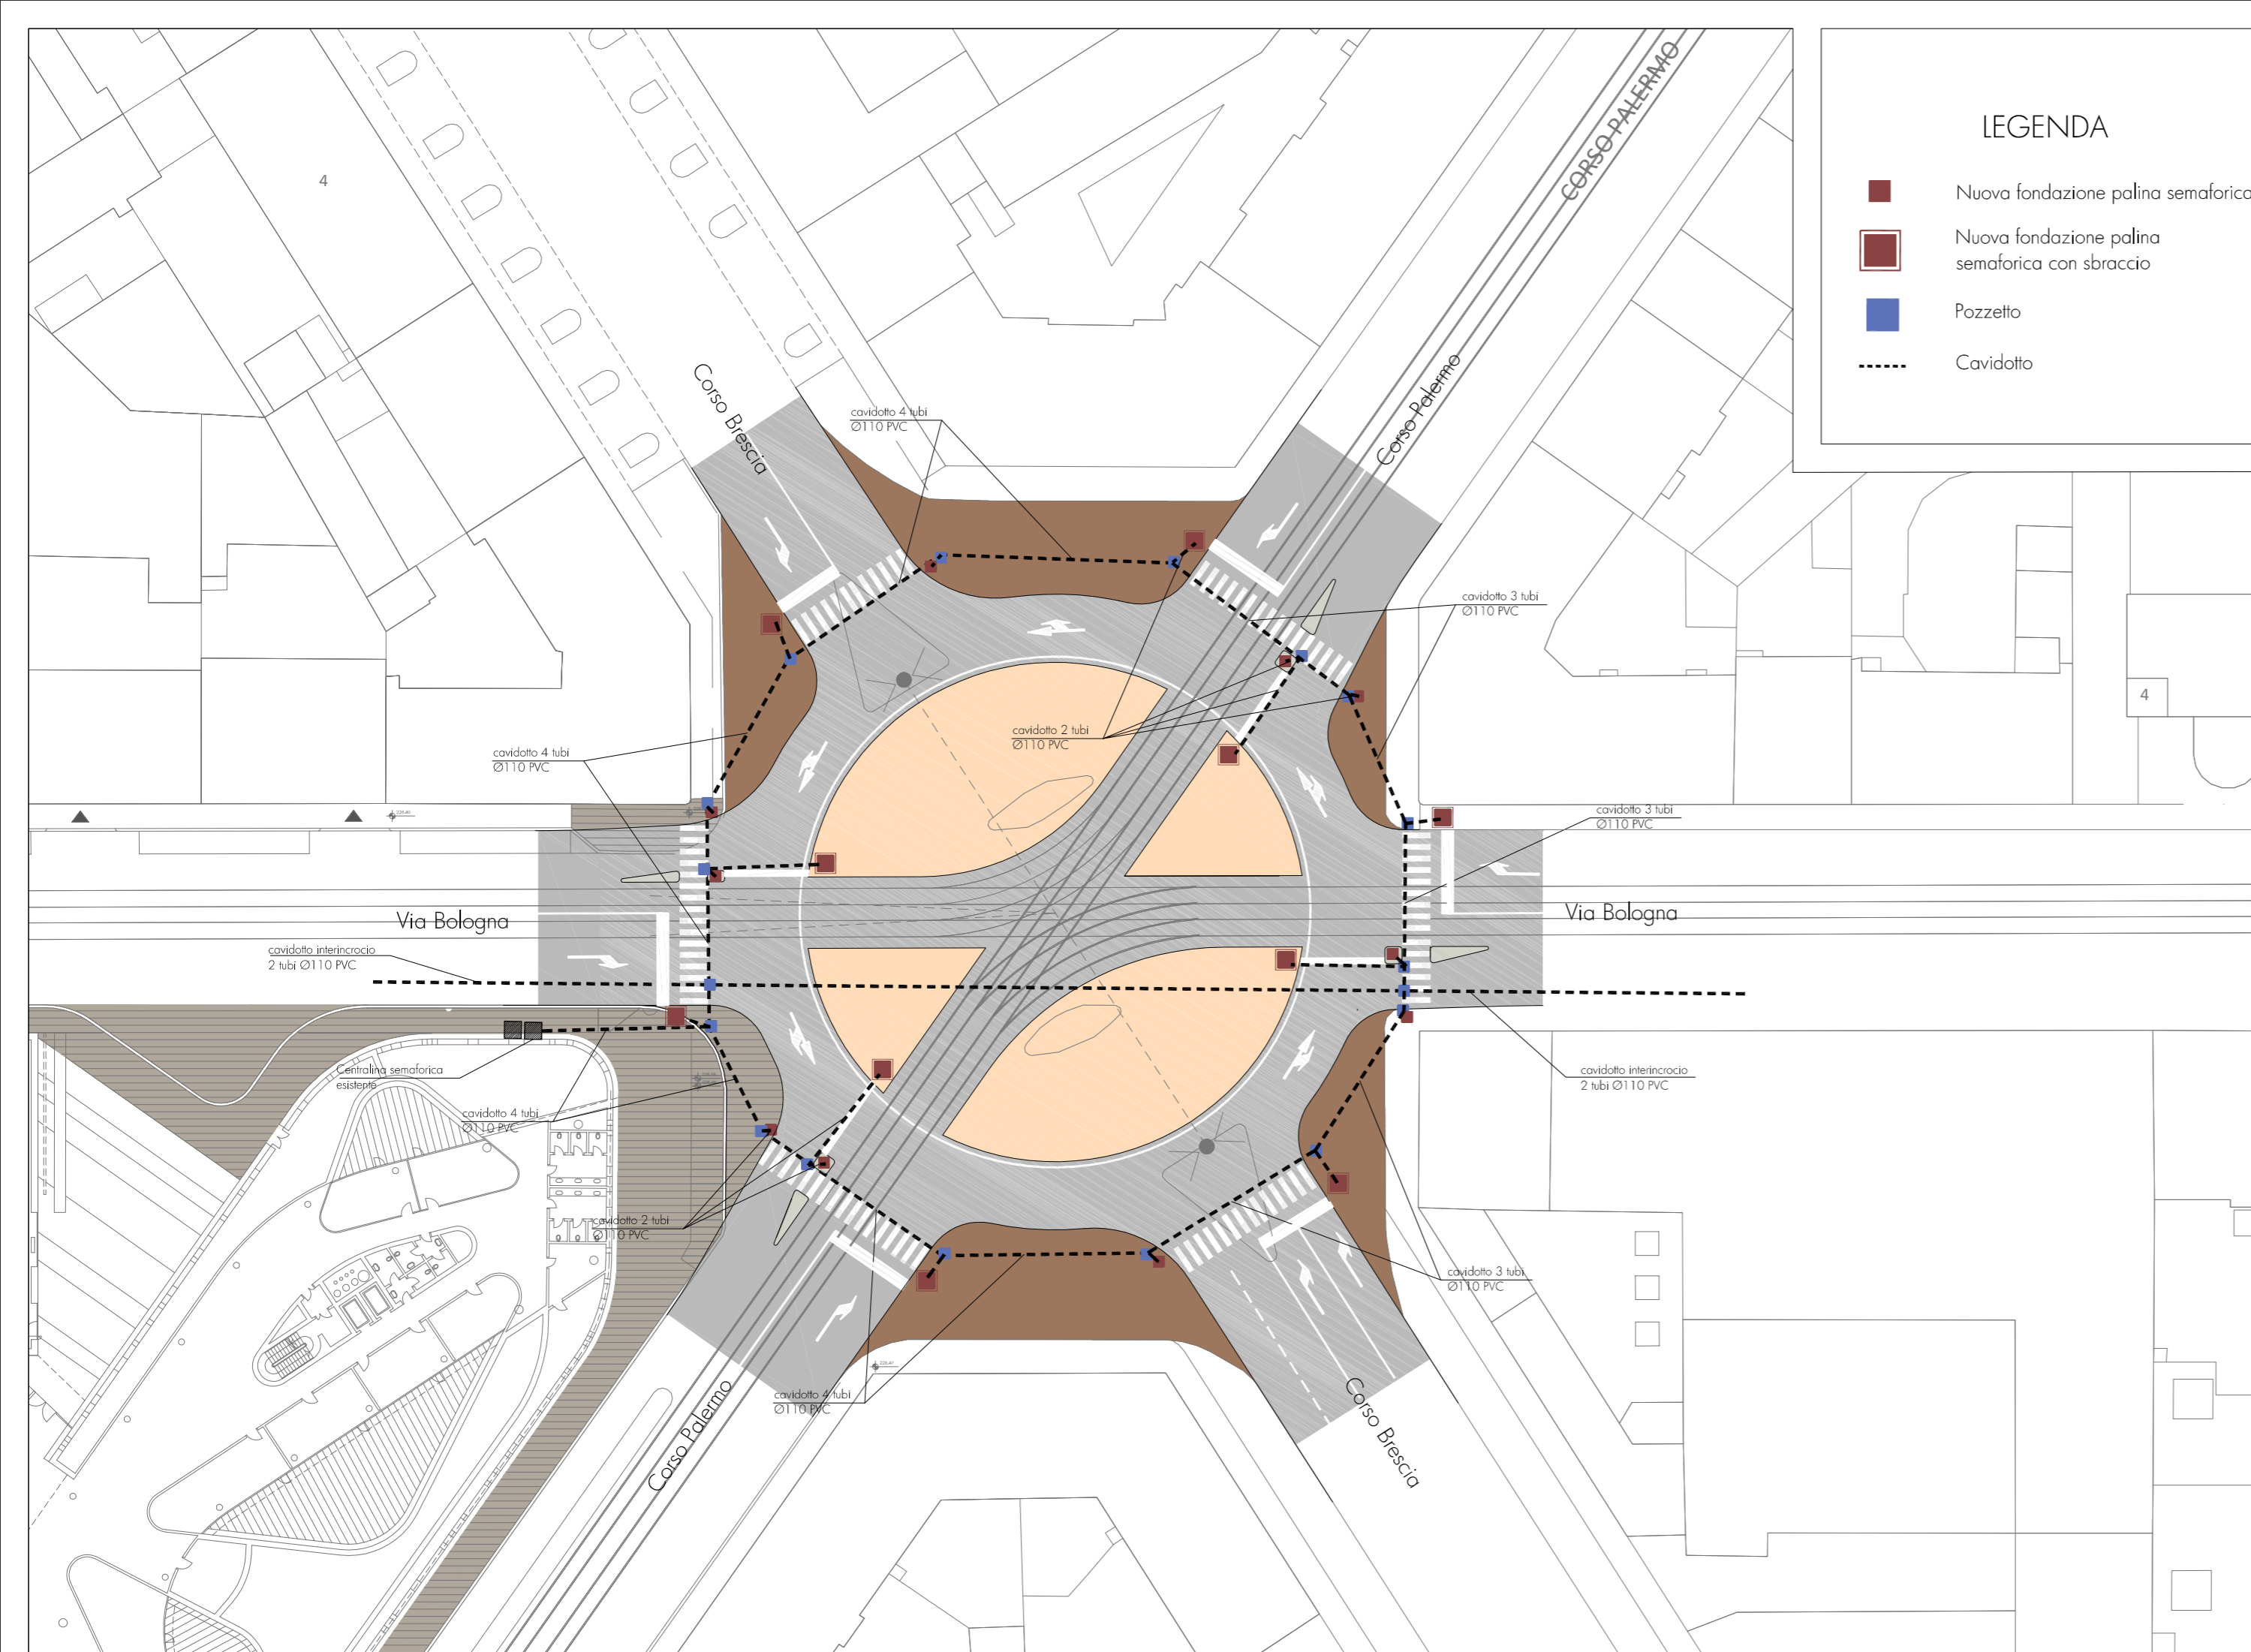 CORSO PALERMO
LEGENDA
Nuova fondazione palina semaforica
Nuova fondazione palina
semaforica con sbraccio
Pozzetto
Cavidotto
4
Corso Brescia
Corso Palermo
cavidotto 4 tubi
Ø110 PVC
cavidotto 3 tubi
Ø110 PVC
4
cavidotto 2 tubi
Ø110 PVC
cavidotto 4 tubi
Ø110 PVC
cavidotto 3 tubi
Ø110 PVC
Via Bologna
Via Bologna
cavidotto interincrocio
2 tubi Ø110 PVC
Centralina semaforica
esistente
cavidotto interincrocio
2 tubi Ø110 PVC
cavidotto 4 tubi
Ø110 PVC
cavidotto 2 tubi
Ø110 PVC
cavidotto 3 tubi
Ø110 PVC
cavidotto 4 tubi
Ø110 PVC
Corso Palermo
Corso Brescia